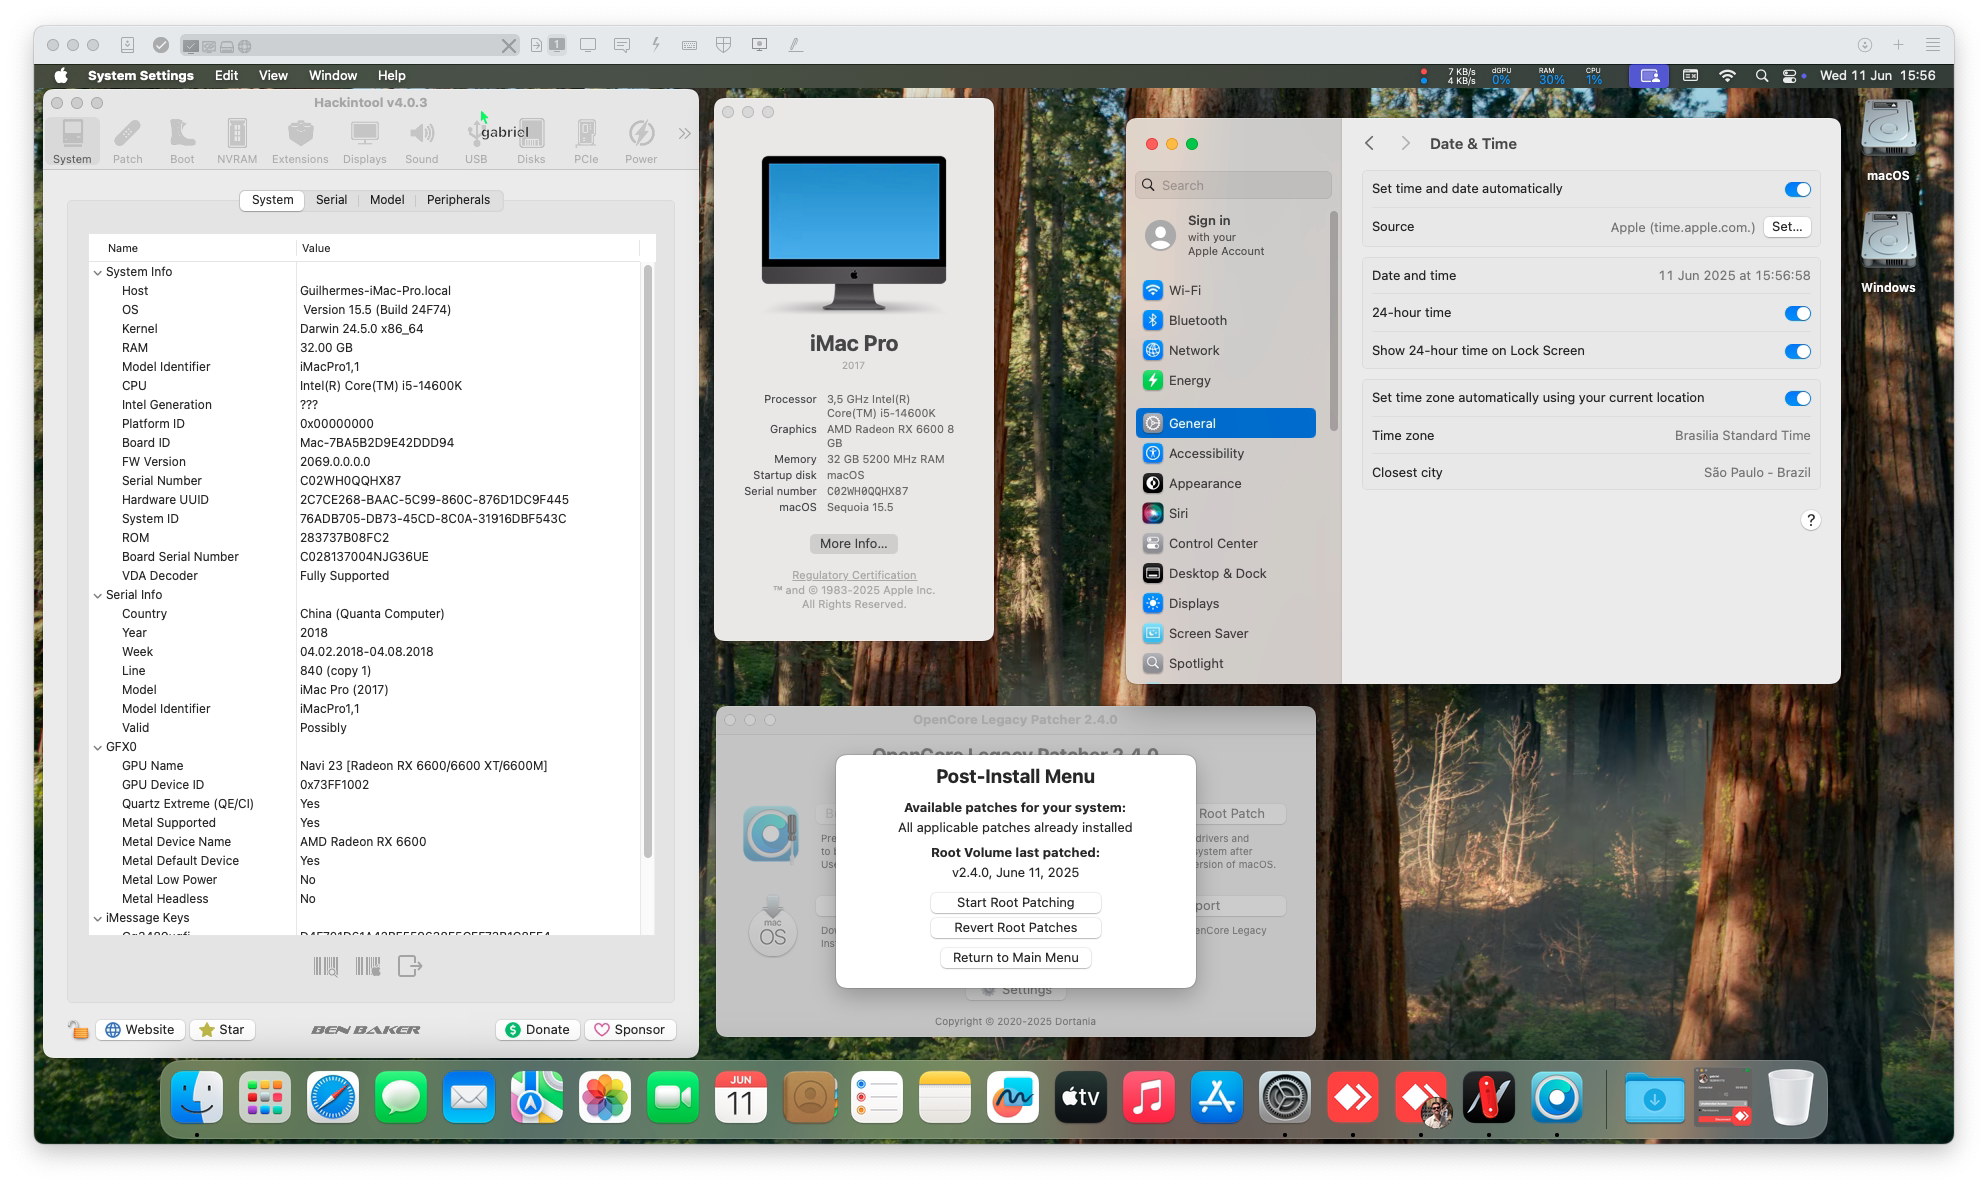 1
System Settings Edit View Window Help
7 KB/s
4 KB/s
dGPU
0%
RAM
30%
CPU
1%
Wed 11 Jun 15:56
Hackintool v4.0.3
gabriel
System Patch Boot NVRAM Extensions Displays Sound USB Disks PCIe Power
System Serial Model Peripherals
Name Value
System Info
Host Guilhermes-iMac-Pro.local
OS Version 15.5 (Build 24F74)
Kernel Darwin 24.5.0 x86_64
RAM 32.00 GB
Model Identifier iMacPro1,1
CPU Intel(R) Core(TM) i5-14600K
Intel Generation ???
Platform ID 0x00000000
Board ID Mac-7BA5B2D9E42DDD94
FW Version 2069.0.0.0.0
Serial Number C02WH0QQHX87
Hardware UUID 2C7CE268-BAAC-5C99-860C-876D1DC9F445
System ID 76ADB705-DB73-45CD-8C0A-31916DBF543C
ROM 283737B08FC2
Board Serial Number C028137004NJG36UE
VDA Decoder Fully Supported
Serial Info
Country China (Quanta Computer)
Year 2018
Week 04.02.2018-04.08.2018
Line 840 (copy 1)
Model iMac Pro (2017)
Model Identifier iMacPro1,1
Valid Possibly
GFX0
GPU Name Navi 23 [Radeon RX 6600/6600 XT/6600M]
GPU Device ID 0x73FF1002
Quartz Extreme (QE/CI) Yes
Metal Supported Yes
Metal Device Name AMD Radeon RX 6600
Metal Default Device Yes
Metal Low Power No
Metal Headless No
iMessage Keys
Website Star BEN BAKER Donate Sponsor
iMac Pro
2017
Processor 3,5 GHz Intel(R)
Core(TM) i5-14600K
Graphics AMD Radeon RX 6600 8
GB
Memory 32 GB 5200 MHz RAM
Startup disk macOS
Serial number C02WH0QQHX87
macOS Sequoia 15.5
More Info...
Regulatory Certification
™ and © 1983-2025 Apple Inc.
All Rights Reserved.
Search
Sign in
with your
Apple Account
Wi-Fi
Bluetooth
Network
Energy
General
Accessibility
Appearance
Siri
Control Center
Desktop & Dock
Displays
Screen Saver
Spotlight
Date & Time
Set time and date automatically
Source Apple (time.apple.com.) Set...
Date and time 11 Jun 2025 at 15:56:58
24-hour time
Show 24-hour time on Lock Screen
Set time zone automatically using your current location
Time zone Brasilia Standard Time
Closest city São Paulo - Brazil
?
macOS
Windows
OpenCore Legacy Patcher 2.4.0
OpenCore Legacy Patcher 2.4.0
Root Patch
drivers and
system after
version of macOS.
mac
OS
OpenCore Legacy
Post-Install Menu
Available patches for your system:
All applicable patches already installed
Root Volume last patched:
v2.4.0, June 11, 2025
Start Root Patching
Revert Root Patches
Return to Main Menu
Settings
Copyright © 2020-2025 Dortania
JUN
11
tv